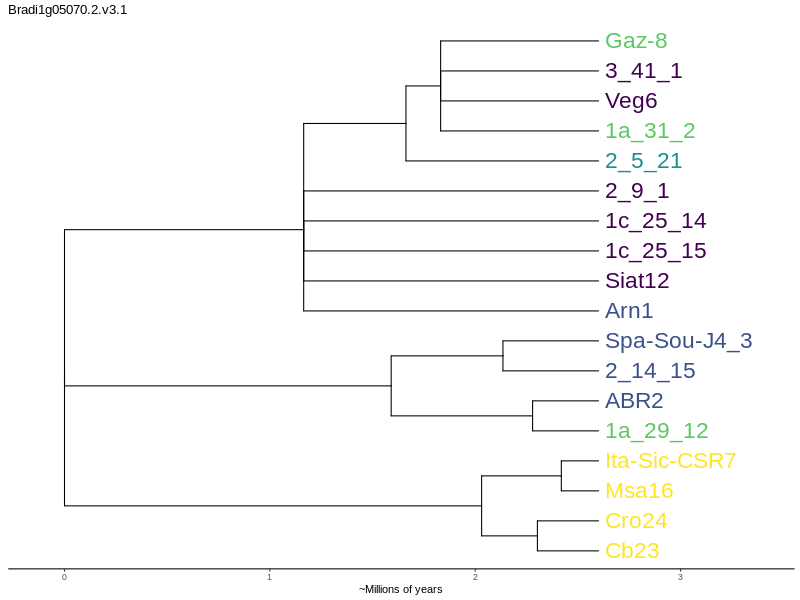 Bradi1g05070.2.v3.1
Gaz-8
3_41_1
Veg6
1a_31_2
2_5_21
2_9_1
1c_25_14
1c_25_15
Siat12
Arn1
Spa-Sou-J4_3
2_14_15
ABR2
1a_29_12
Ita-Sic-CSR7
Msa16
Cro24
Cb23
0 1 2 3
~Millions of years